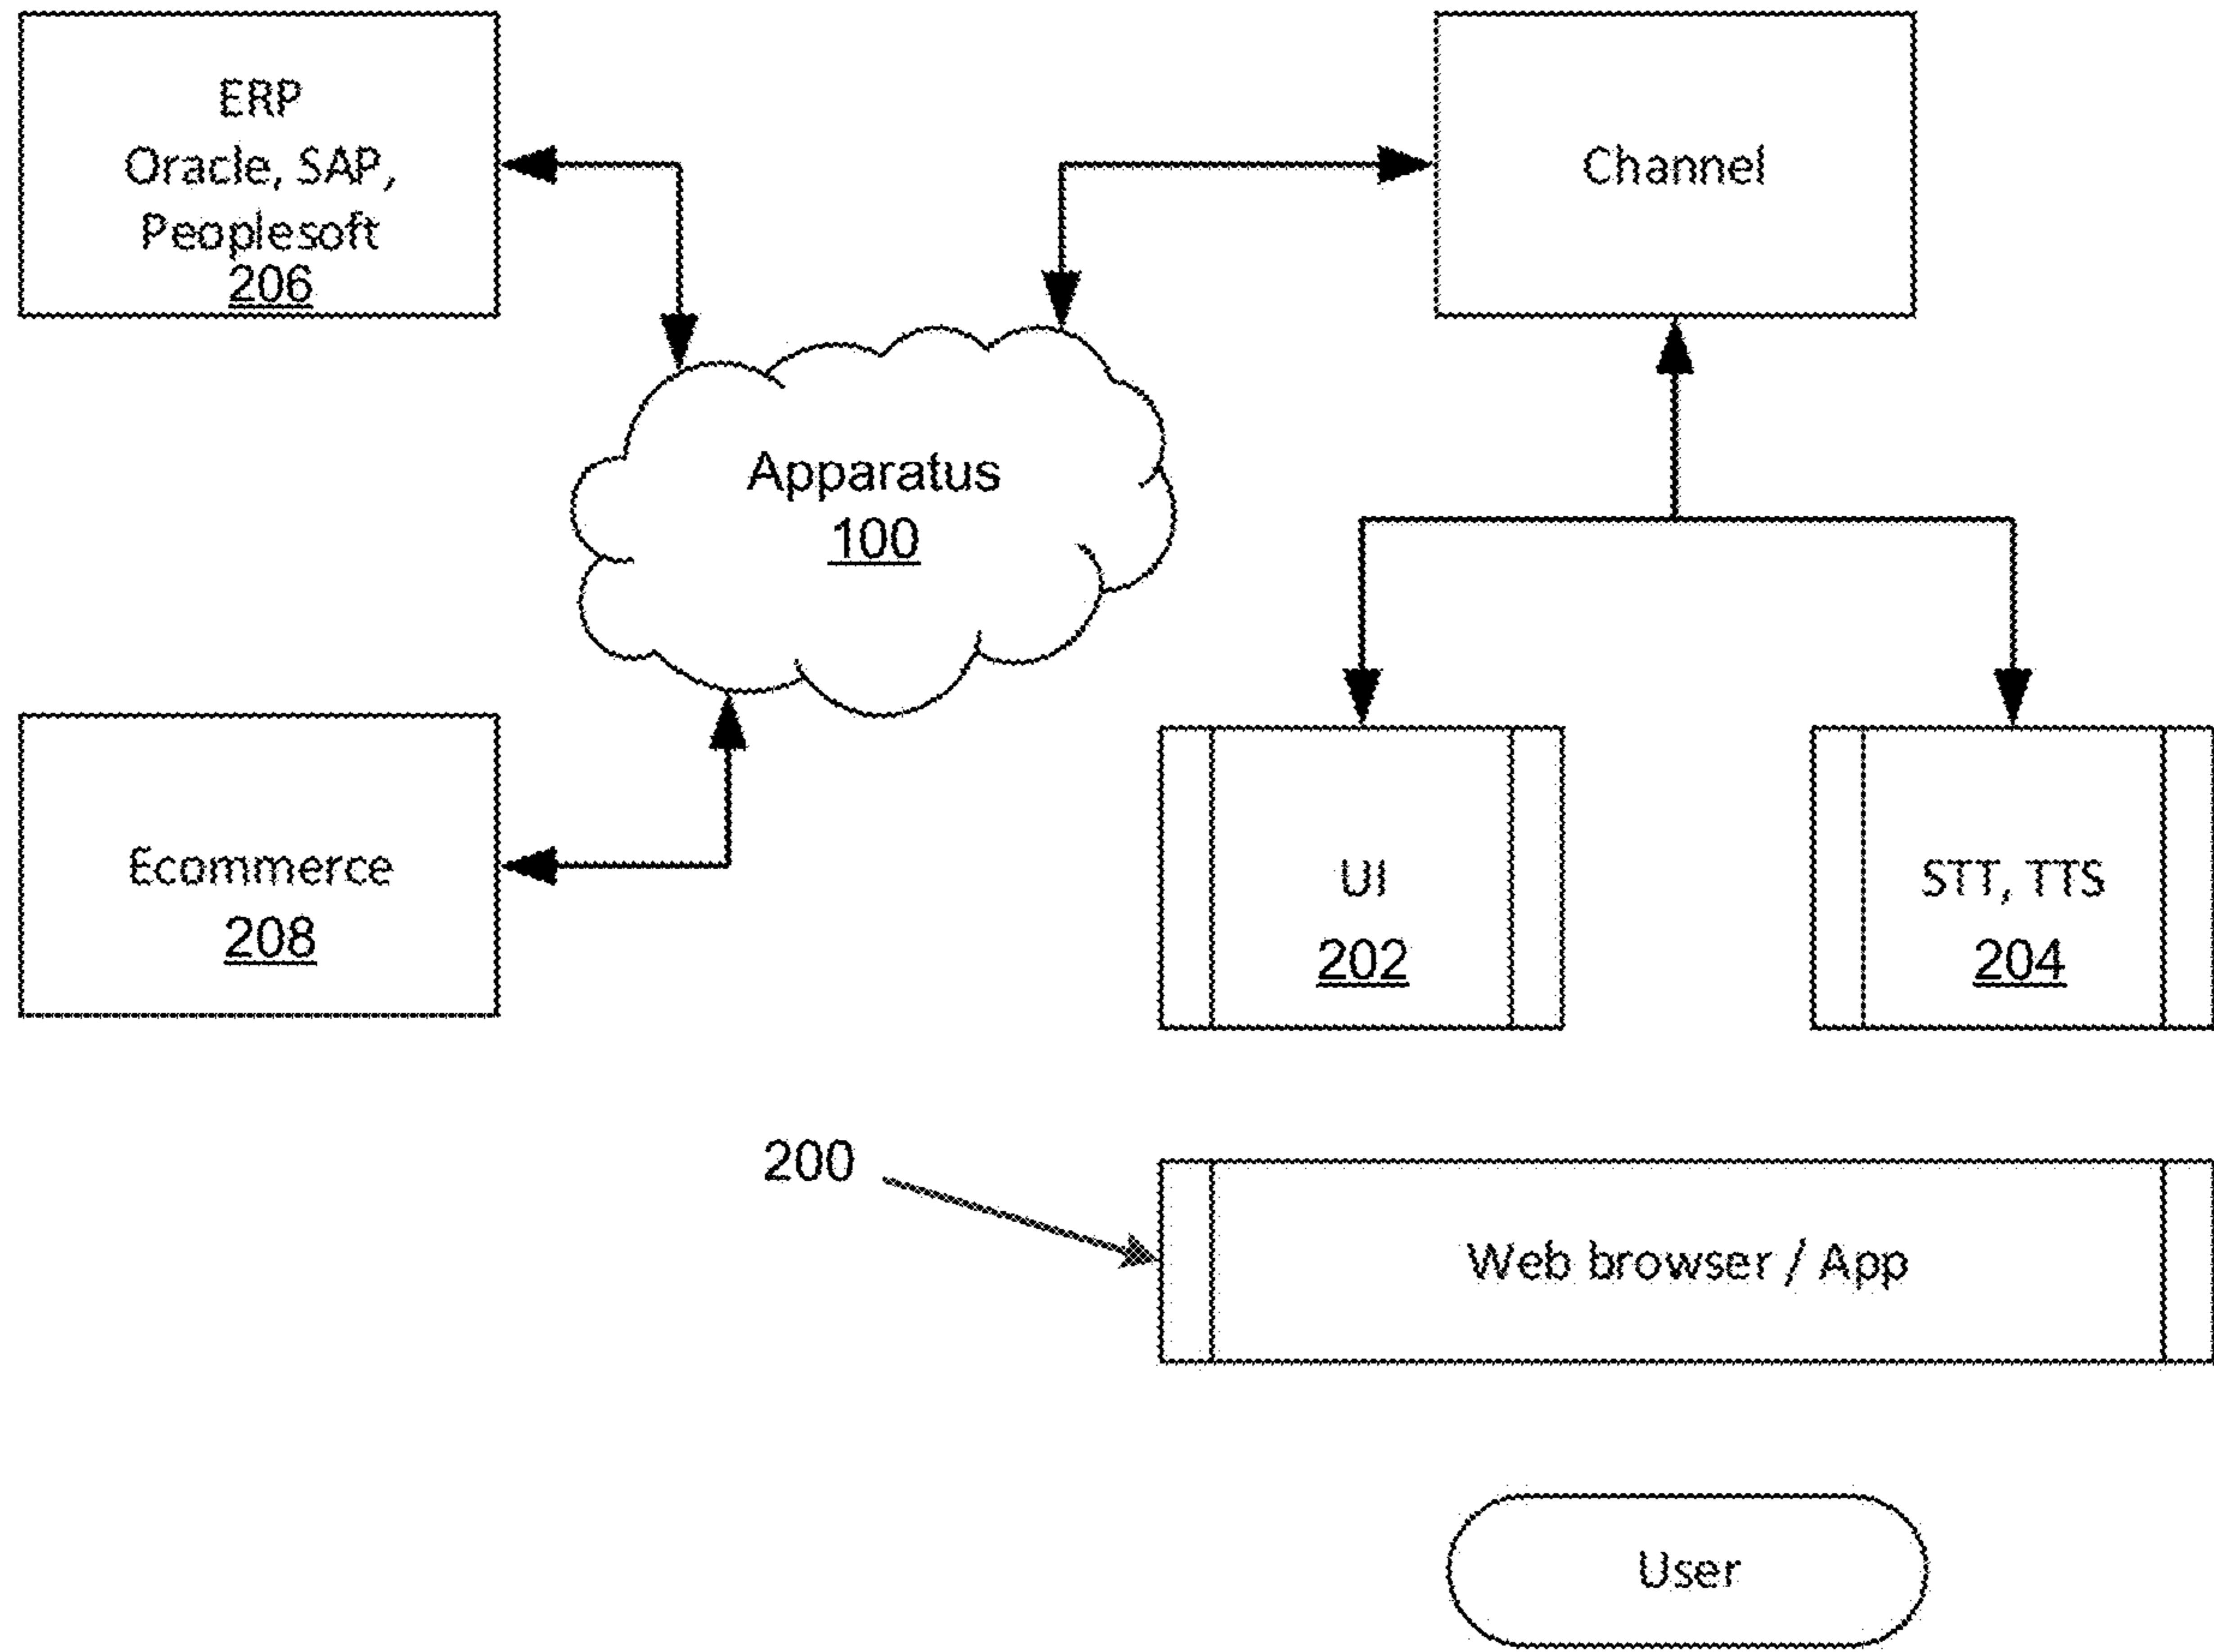 ERP
Oracle, SAP,
Peoplesoft
206
Channel
Apparatus
100
Ecommerce
208
UI
202
STT, TTS
204
200
Web browser / App
User